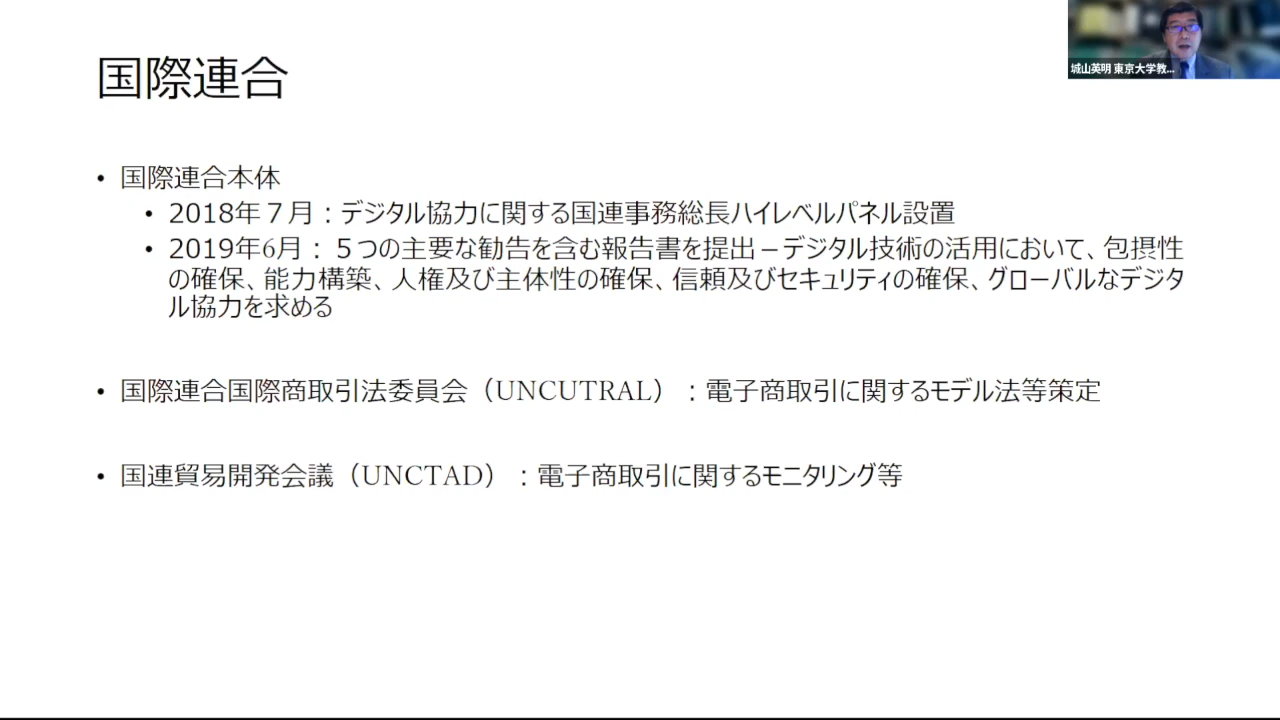 国際連合
城山英明 東京大学教...
• 国際連合本体
• 2018年７月：デジタル協力に関する国連事務総長ハイレベルパネル設置
• 2019年6月：５つの主要な勧告を含む報告書を提出－デジタル技術の活用において、包摂性
の確保、能力構築、人権及び主体性の確保、信頼及びセキュリティの確保、グローバルなデジタ
ル協力を求める
• 国際連合国際商取引法委員会（UNCUTRAL）：電子商取引に関するモデル法等策定
• 国連貿易開発会議（UNCTAD）：電子商取引に関するモニタリング等